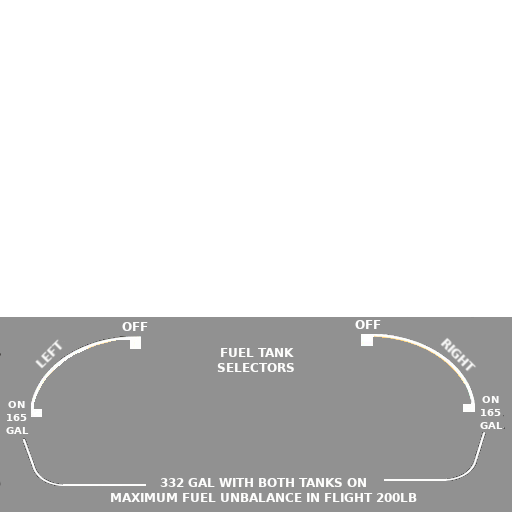 OFF
OFF
LEFT
RIGHT
FUEL TANK
SELECTORS
ON
165
GAL
ON
165
GAL
332 GAL WITH BOTH TANKS ON
MAXIMUM FUEL UNBALANCE IN FLIGHT 200LB